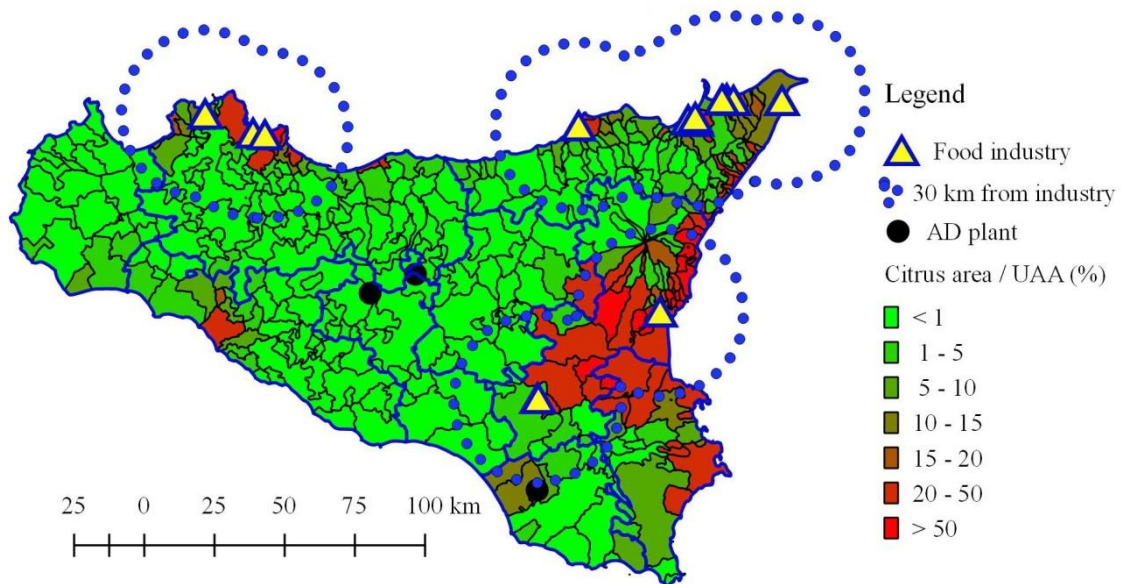 Legend
Food industry
30 km from industry
AD plant
Citrus area / UAA (%)
< 1
1 - 5
5 - 10
10 - 15
15 - 20
20 - 50
> 50
25 0 25 50 75 100 km